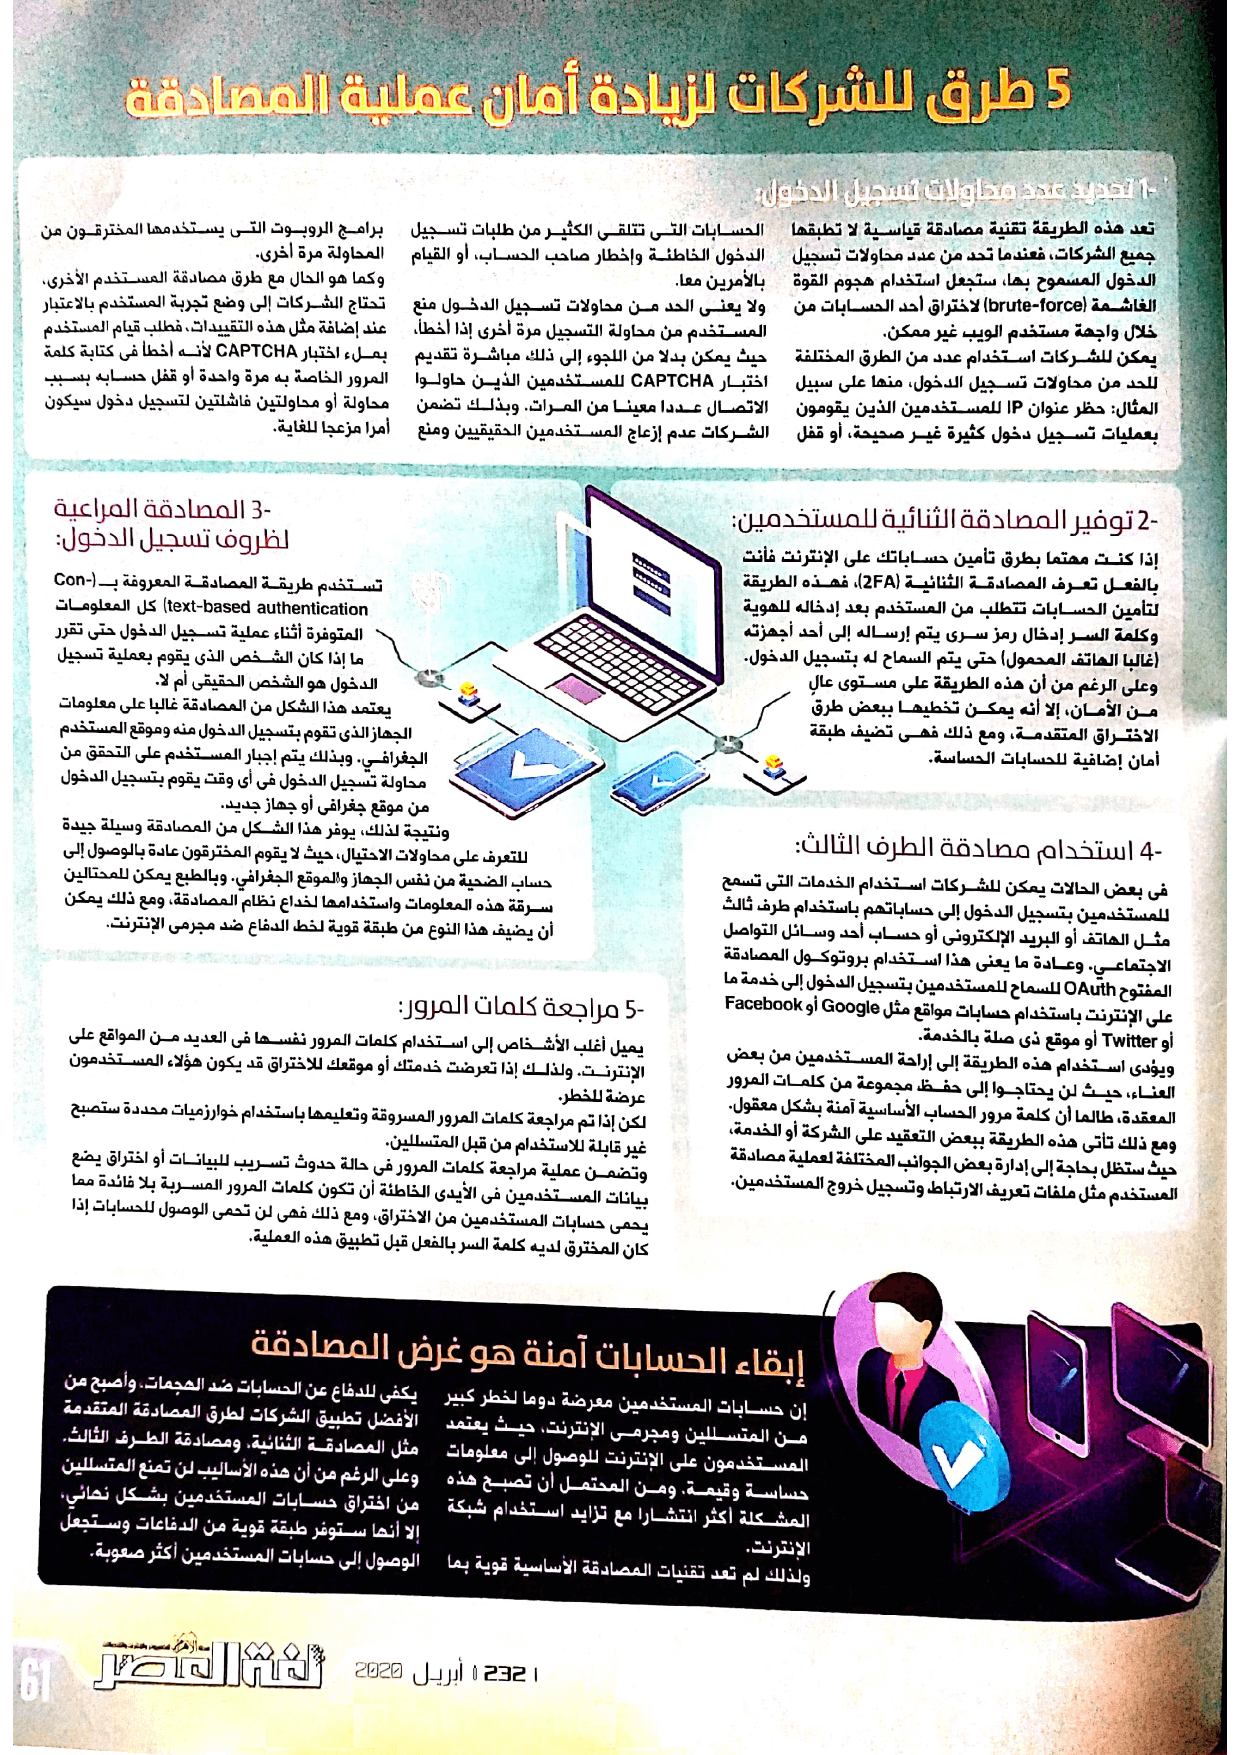 5 طرق للشركات لزيادة أمان عملية المصادقة
1- تحديد عدد محاولات تسجيل الدخول:
تعد هذه الطريقة تقنية مصادقة قياسية لا تطبقها
جميع الشركات، فعندما تحد من عدد محاولات تسجيل
الدخول المسموح بها، ستجعل استخدام هجوم القوة
الغاشمة (brute-force) لاختراق أحد الحسابات من
خلال واجهة مستخدم الويب غير ممكن.
يمكن للشركات استخدام عدد من الطرق المختلفة
للحد من محاولات تسجيل الدخول، منها على سبيل
المثال: حظر عنوان IP للمستخدمين الذين يقومون
بعمليات تسجيل دخول كثيرة غير صحيحة، أو قفل
الحسابات التى تتلقى الكثير من طلبات تسجيل
الدخول الخاطئة وإخطار صاحب الحساب، أو القيام
بالأمرين معا.
ولا يعنى الحد من محاولات تسجيل الدخول منع
المستخدم من محاولة التسجيل مرة أخرى إذا أخطأ،
حيث يمكن بدلا من اللجوء إلى ذلك مباشرة تقديم
اختبار CAPTCHA للمستخدمين الذين حاولوا
الاتصال عددا معينا من المرات. وبذلك تضمن
الشركات عدم إزعاج المستخدمين الحقيقيين ومنع
برامج الروبوت التى يستخدمها المخترقون من
المحاولة مرة أخرى.
وكما هو الحال مع طرق مصادقة المستخدم الأخرى،
تحتاج الشركات إلى وضع تجربة المستخدم بالاعتبار
عند إضافة مثل هذه التقييدات، فطلب قيام المستخدم
بملء اختبار CAPTCHA لأنه أخطأ فى كتابة كلمة
المرور الخاصة به مرة واحدة أو قفل حسابه بسبب
محاولة أو محاولتين فاشلتين لتسجيل دخول سيكون
أمرا مزعجا للغاية.
2- توفير المصادقة الثنائية للمستخدمين:
إذا كنت مهتما بطرق تأمين حساباتك على الإنترنت فأنت
بالفعل تعرف المصادقة الثنائية (2FA)، فهذه الطريقة
لتأمين الحسابات تتطلب من المستخدم بعد إدخاله للهوية
وكلمة السر إدخال رمز سرى يتم إرساله إلى أحد أجهزته
(غالبا الهاتف المحمول) حتى يتم السماح له بتسجيل الدخول.
وعلى الرغم من أن هذه الطريقة على مستوى عال
من الأمان، إلا أنه يمكن تخطيها ببعض طرق
الاختراق المتقدمة، ومع ذلك فهى تضيف طبقة
أمان إضافية للحسابات الحساسة.
3- المصادقة المراعية
لظروف تسجيل الدخول:
تستخدم طريقة المصادقة المعروفة بـ (Con-
text-based authentication) كل المعلومات
المتوفرة أثناء عملية تسجيل الدخول حتى تقرر
ما إذا كان الشخص الذى يقوم بعملية تسجيل
الدخول هو الشخص الحقيقى أم لا.
يعتمد هذا الشكل من المصادقة غالبا على معلومات
الجهاز الذى تقوم بتسجيل الدخول منه وموقع المستخدم
الجغرافي. وبذلك يتم إجبار المستخدم على التحقق من
محاولة تسجيل الدخول فى أى وقت يقوم بتسجيل الدخول
من موقع جغرافى أو جهاز جديد.
ونتيجة لذلك، يوفر هذا الشكل من المصادقة وسيلة جيدة
للتعرف على محاولات الاحتيال، حيث لا يقوم المخترقون عادة بالوصول إلى
حساب الضحية من نفس الجهاز والموقع الجغرافي. وبالطبع يمكن للمحتالين
سرقة هذه المعلومات واستخدامها لخداع نظام المصادقة، ومع ذلك يمكن
أن يضيف هذا النوع من طبقة قوية لخط الدفاع ضد مجرمى الإنترنت.
4- استخدام مصادقة الطرف الثالث:
فى بعض الحالات يمكن للشركات استخدام الخدمات التى تسمح
للمستخدمين بتسجيل الدخول إلى حساباتهم باستخدام طرف ثالث
مثل الهاتف أو البريد الإلكترونى أو حساب أحد وسائل التواصل
الاجتماعي. وعادة ما يعنى هذا استخدام بروتوكول المصادقة
المفتوح OAuth للسماح للمستخدمين بتسجيل الدخول إلى خدمة ما
على الإنترنت باستخدام حسابات مواقع مثل Google أو Facebook
أو Twitter أو موقع ذى صلة بالخدمة.
ويؤدى استخدام هذه الطريقة إلى إراحة المستخدمين من بعض
العناء، حيث لن يحتاجوا إلى حفظ مجموعة من كلمات المرور
المعقدة، طالما أن كلمة مرور الحساب الأساسية آمنة بشكل معقول.
ومع ذلك تأتى هذه الطريقة ببعض التعقيد على الشركة أو الخدمة،
حيث ستظل بحاجة إلى إدارة بعض الجوانب المختلفة لعملية مصادقة
المستخدم مثل ملفات تعريف الارتباط وتسجيل خروج المستخدمين.
5- مراجعة كلمات المرور:
يميل أغلب الأشخاص إلى استخدام كلمات المرور نفسها فى العديد من المواقع على
الإنترنت. ولذلك إذا تعرضت خدمتك أو موقعك للاختراق قد يكون هؤلاء المستخدمون
عرضة للخطر.
لكن إذا تم مراجعة كلمات المرور المسروقة وتعليمها باستخدام خوارزميات محددة ستصبح
غير قابلة للاستخدام من قبل المتسللين.
وتضمن عملية مراجعة كلمات المرور فى حالة حدوث تسريب للبيانات أو اختراق يضع
بيانات المستخدمين فى الأيدى الخاطئة أن تكون كلمات المرور المسربة بلا فائدة مما
يحمى حسابات المستخدمين من الاختراق، ومع ذلك فهى لن تحمى الوصول للحسابات إذا
كان المخترق لديه كلمة السر بالفعل قبل تطبيق هذه العملية.
إبقاء الحسابات آمنة هو غرض المصادقة
إن حسابات المستخدمين معرضة دوما لخطر كبير
من المتسللين ومجرمى الإنترنت، حيث يعتمد
المستخدمون على الإنترنت للوصول إلى معلومات
حساسة وقيمة. ومن المحتمل أن تصبح هذه
المشكلة أكثر انتشارا مع تزايد استخدام شبكة
الإنترنت.
ولذلك لم تعد تقنيات المصادقة الأساسية قوية بما
يكفى للدفاع عن الحسابات ضد الهجمات، وأصبح من
الأفضل تطبيق الشركات لطرق المصادقة المتقدمة
مثل المصادقة الثنائية، ومصادقة الطرف الثالث.
وعلى الرغم من أن هذه الأساليب لن تمنع المتسللين
من اختراق حسابات المستخدمين بشكل نهائي،
إلا أنها ستوفر طبقة قوية من الدفاعات وستجعل
الوصول إلى حسابات المستخدمين أكثر صعوبة.
232 | أبريل 2020
لغة العصر
61